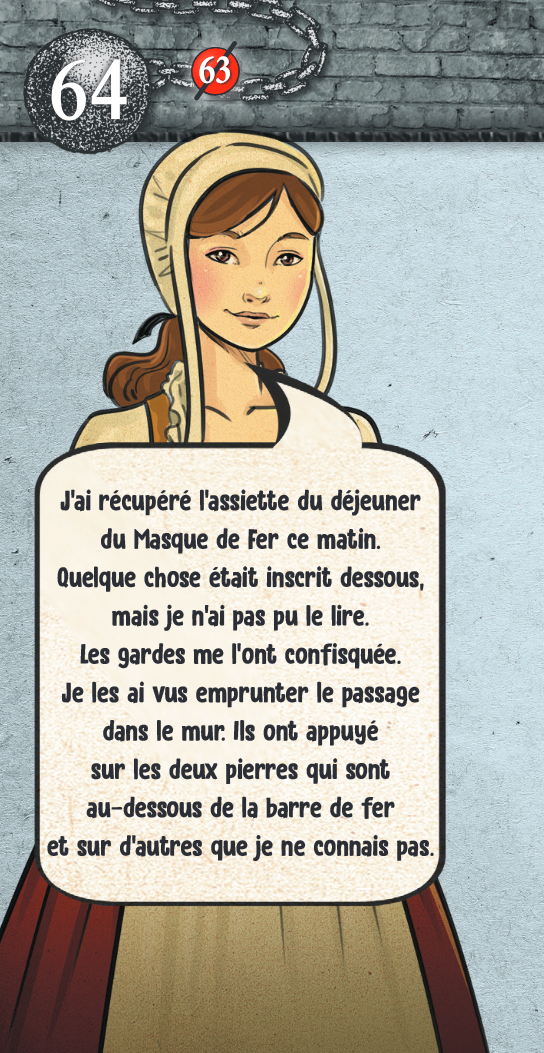 64
63
J'ai récupéré l'assiette du déjeuner
du Masque de Fer ce matin.
Quelque chose était inscrit dessous,
mais je n'ai pas pu le lire.
Les gardes me l'ont confisquée.
Je les ai vus emprunter le passage
dans le mur. Ils ont appuyé
sur les deux pierres qui sont
au-dessous de la barre de fer
et sur d'autres que je ne connais pas.